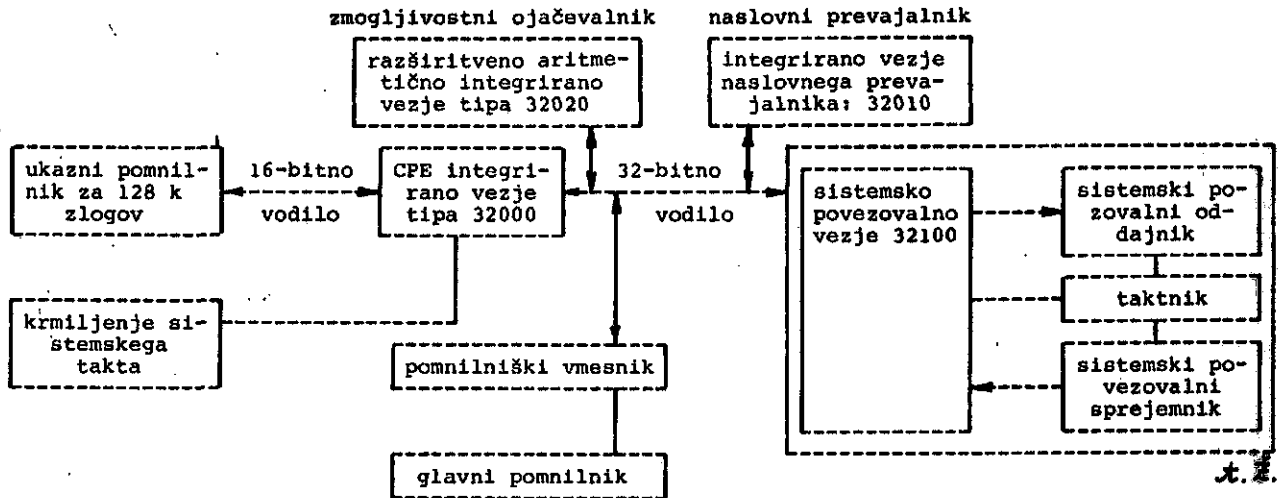 zmogljivostni ojačevalnik
naslovni prevajalnik
razširitveno aritme-
tično integrirano
vezje tipa 32020
integrirano vezje
naslovnega preva-
jalnika: 32010
ukazni pomnil-
nik za 128 k
zlogov
16-bitno
vodilo
CPE integri-
rano vezje
tipa 32000
32-bitno
vodilo
sistemsko
povezovalno
vezje 32100
sistemski po-
zovalni od-
dajnik
taktnik
sistemski po-
vezovalni
sprejemnik
krmiljenje si-
stemskega
takta
pomnilniški vmesnik
glavni pomnilnik